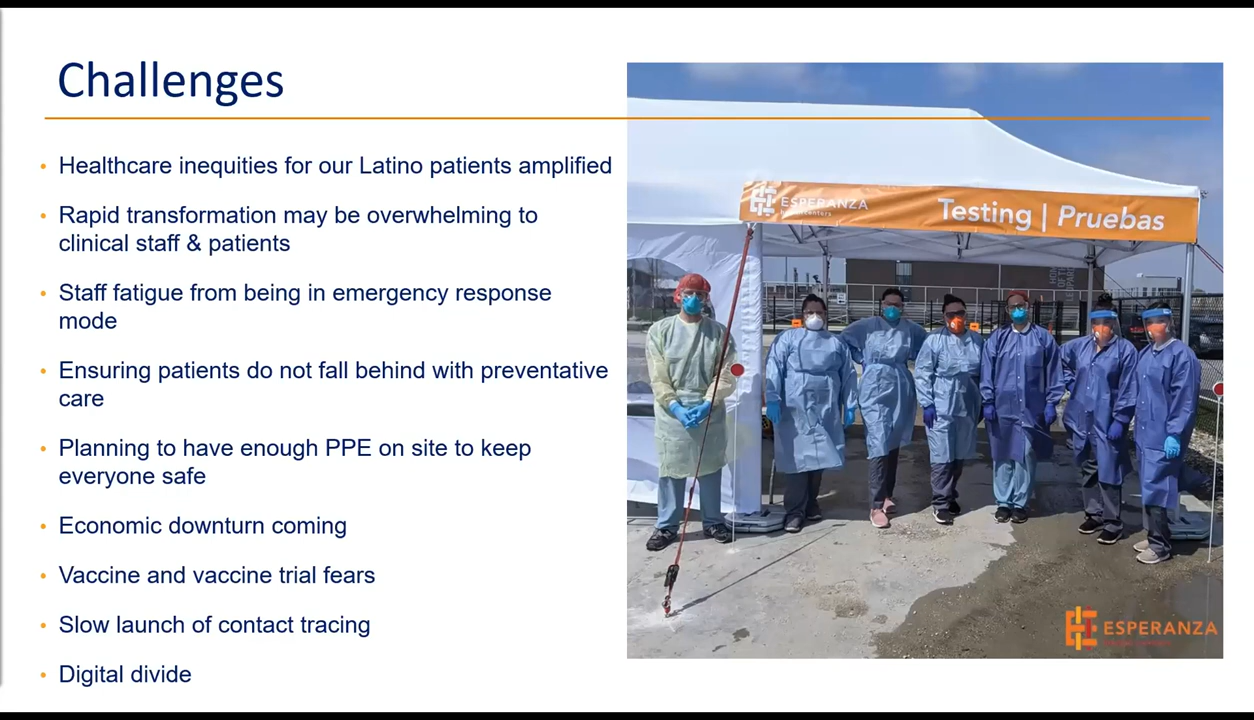 Challenges
• Healthcare inequities for our Latino patients amplified
• Rapid transformation may be overwhelming to
clinical staff & patients
• Staff fatigue from being in emergency response
mode
• Ensuring patients do not fall behind with preventative
care
• Planning to have enough PPE on site to keep
everyone safe
• Economic downturn coming
• Vaccine and vaccine trial fears
• Slow launch of contact tracing
• Digital divide
ESPERANZA
Testing | Pruebas
ESPERANZA